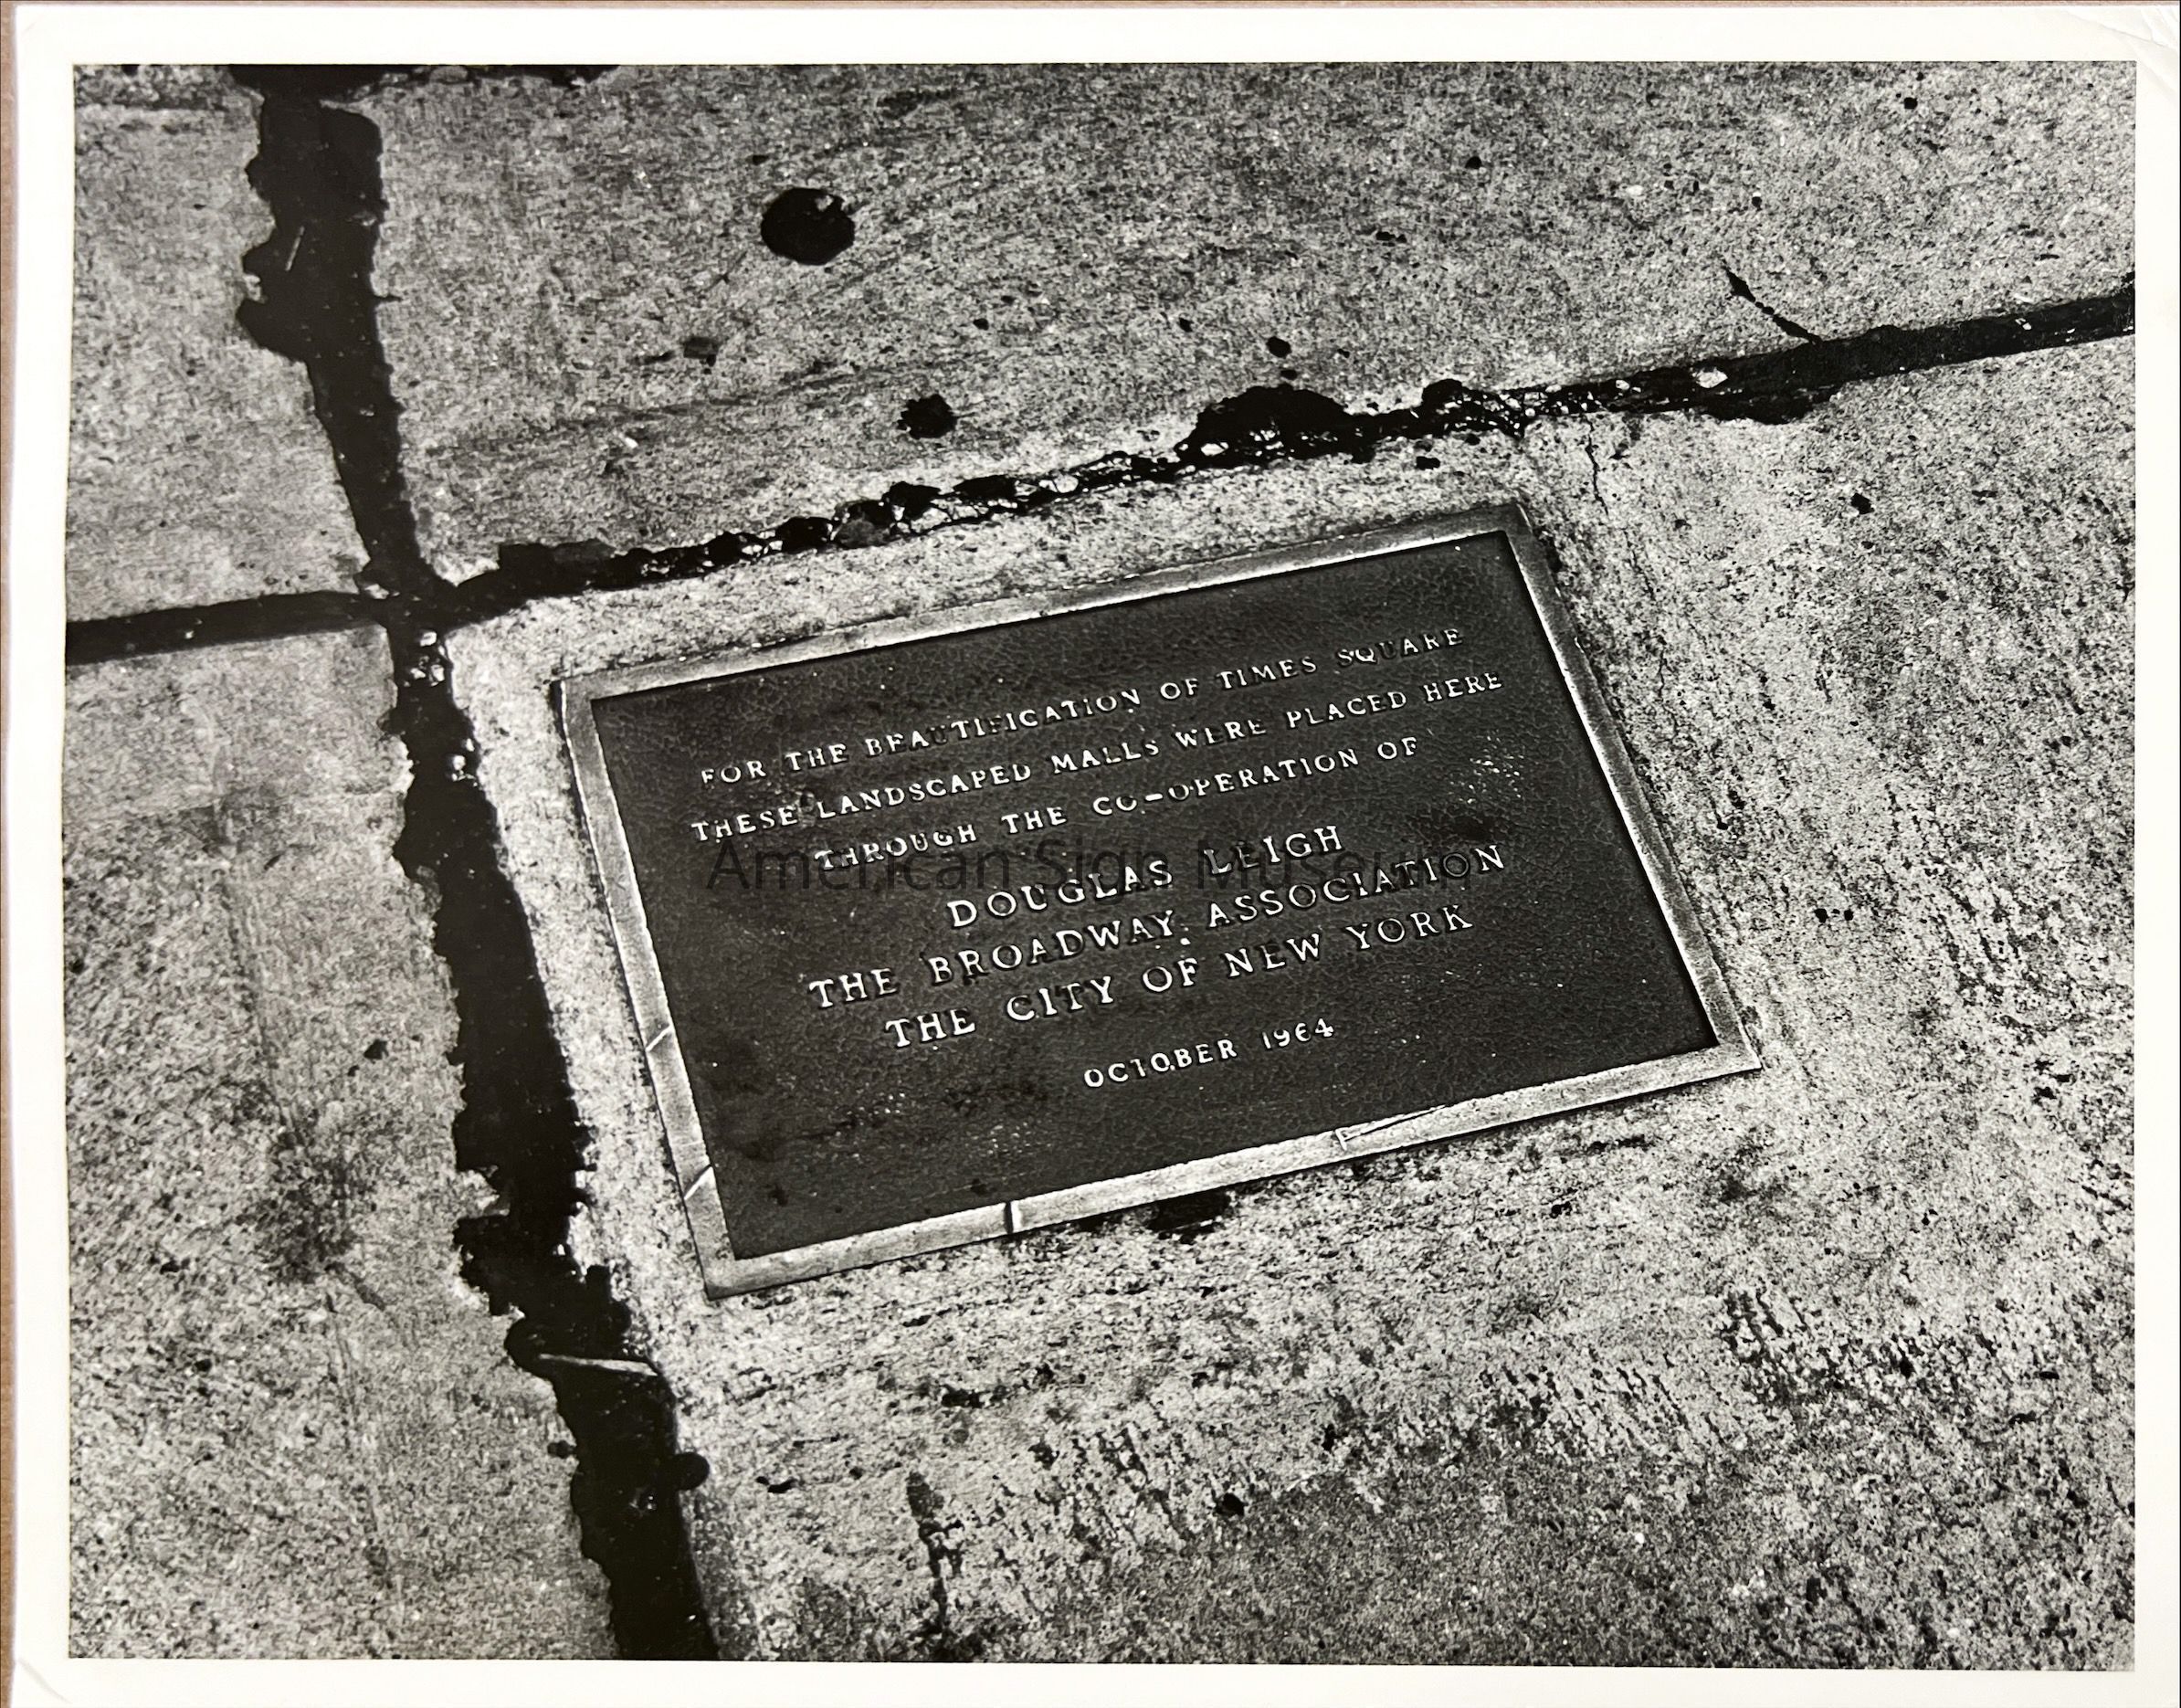 FOR THE BEAUTIFICATION OF TIMES SQUARE
THESE LANDSCAPED MALLS WERE PLACED HERE
THROUGH THE CO-OPERATION OF
DOUGLAS LEIGH
THE BROADWAY ASSOCIATION
THE CITY OF NEW YORK
OCTOBER 1964
American Sign Museum